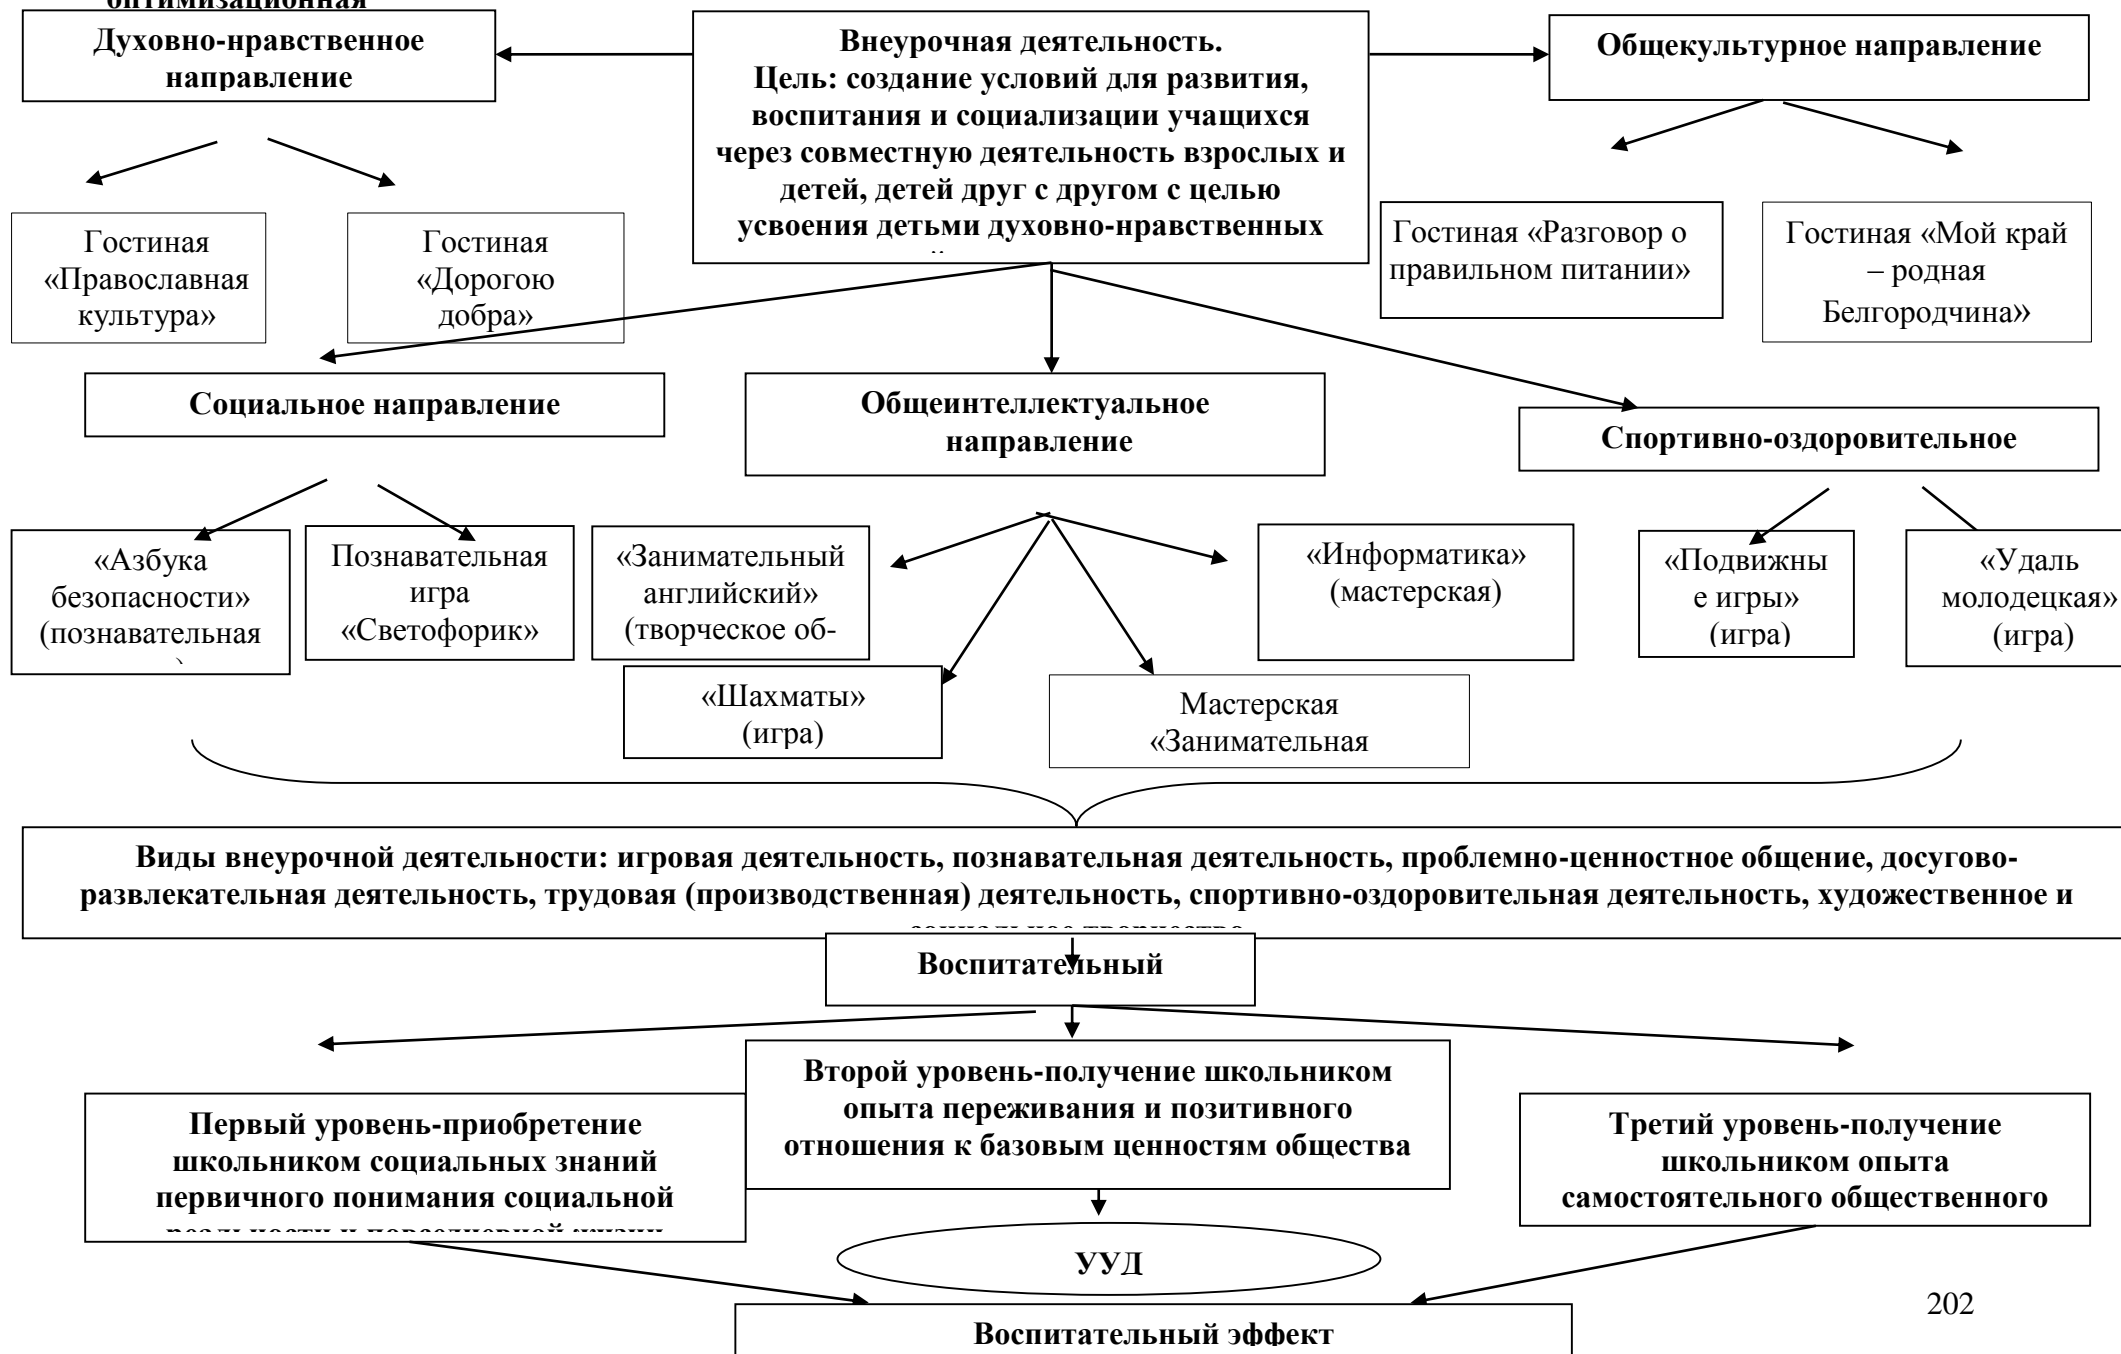 оптимизационная
Духовно-нравственное
направление
Внеурочная деятельность.
Цель: создание условий для развития,
воспитания и социализации учащихся
через совместную деятельность взрослых и
детей, детей друг с другом с целью
усвоения детьми духовно-нравственных
Общекультурное направление
Гостиная
«Православная
культура»
Гостиная
«Дорогою
добра»
Гостиная «Разговор о
правильном питании»
Гостиная «Мой край
– родная
Белгородчина»
Социальное направление
Общеинтеллектуальное
направление
Спортивно-оздоровительное
«Азбука
безопасности»
(познавательная
Познавательная
игра
«Светофорик»
«Занимательный
английский»
(творческое об-
«Информатика»
(мастерская)
«Подвижны
е игры»
(игра)
«Удаль
молодецкая»
(игра)
«Шахматы»
(игра)
Мастерская
«Занимательная
Виды внеурочной деятельности: игровая деятельность, познавательная деятельность, проблемно-ценностное общение, досугово-
развлекательная деятельность, трудовая (производственная) деятельность, спортивно-оздоровительная деятельность, художественное и
социальное творчество
Воспитательный
Первый уровень-приобретение
школьником социальных знаний
первичного понимания социальной
реальности и повседневной жизни
Второй уровень-получение школьником
опыта переживания и позитивного
отношения к базовым ценностям общества
Третий уровень-получение
школьником опыта
самостоятельного общественного
УУД
Воспитательный эффект
202